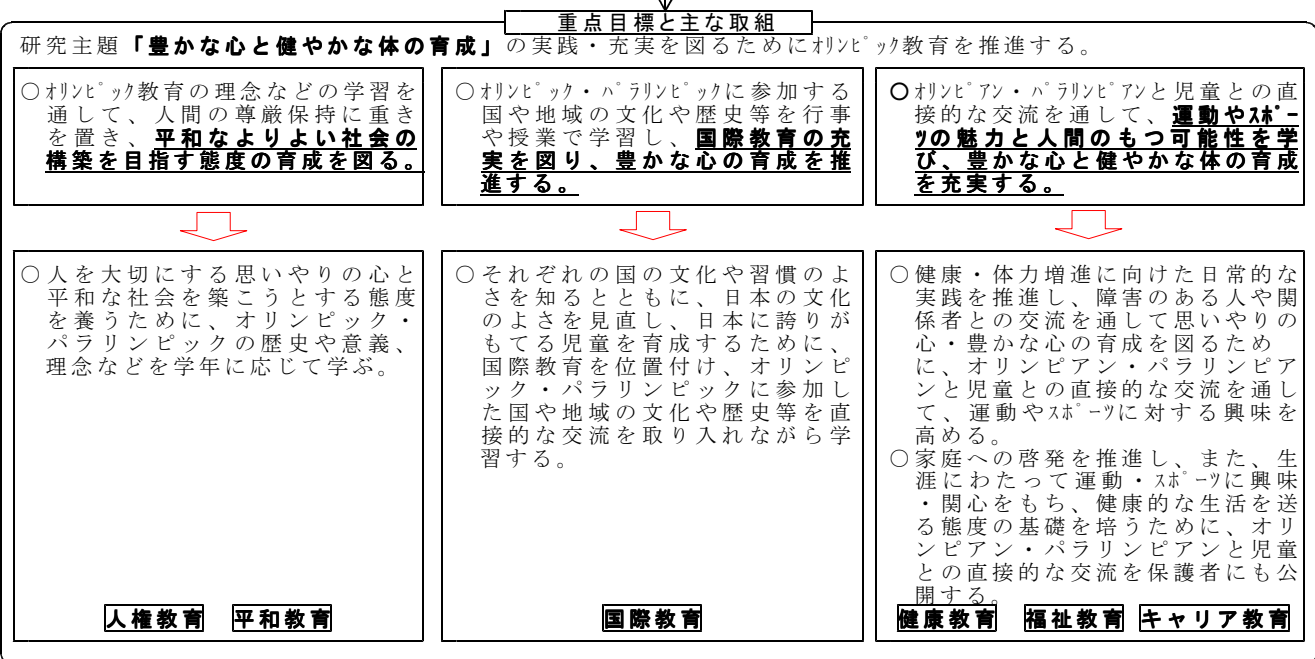 重点目標と主な取組
研究主題「豊かな心と健やかな体の育成」の実践・充実を図るためにｵﾘﾝﾋﾟｯｸ教育を推進する。
○ｵﾘﾝﾋﾟｯｸ教育の理念などの学習を
通して、人間の尊厳保持に重き
を置き、平和なよりよい社会の
構築を目指す態度の育成を図る。
○オリンピック・パラリンピックに参加する
国や地域の文化や歴史等を行事
や授業で学習し、国際教育の充
実を図り、豊かな心の育成を推
進する。
○ｵﾘﾝﾋﾟｱﾝ・ﾊﾟﾗﾘﾝﾋﾟｱﾝと児童との直
接的な交流を通して、運動やｽﾎﾟｰ
ﾂの魅力と人間のもつ可能性を学
び、豊かな心と健やかな体の育成
を充実する。
○人を大切にする思いやりの心と
平和な社会を築こうとする態度
を養うために、オリンピック・
パラリンピックの歴史や意義、
理念などを学年に応じて学ぶ。
人権教育 平和教育
○それぞれの国の文化や習慣のよ
さを知るとともに、日本の文化
のよさを見直し、日本に誇りが
もてる児童を育成するために、
国際教育を位置付け、オリンピ
ック・パラリンピックに参加し
た国や地域の文化や歴史等を直
接的な交流を取り入れながら学
習する。
国際教育
○健康・体力増進に向けた日常的な
実践を推進し、障害のある人や関
係者との交流を通して思いやりの
心・豊かな心の育成を図るため
に、オリンピアン・パラリンピア
ンと児童との直接的な交流を通し
て、運動やｽﾎﾟｰﾂに対する興味を
高める。
○家庭への啓発を推進し、また、生
涯にわたって運動・ｽﾎﾟｰﾂに興味
・関心をもち、健康的な生活を送
る態度の基礎を培うために、オリ
ンピアン・パラリンピアンと児童
との直接的な交流を保護者にも公
開する。
健康教育 福祉教育 キャリア教育